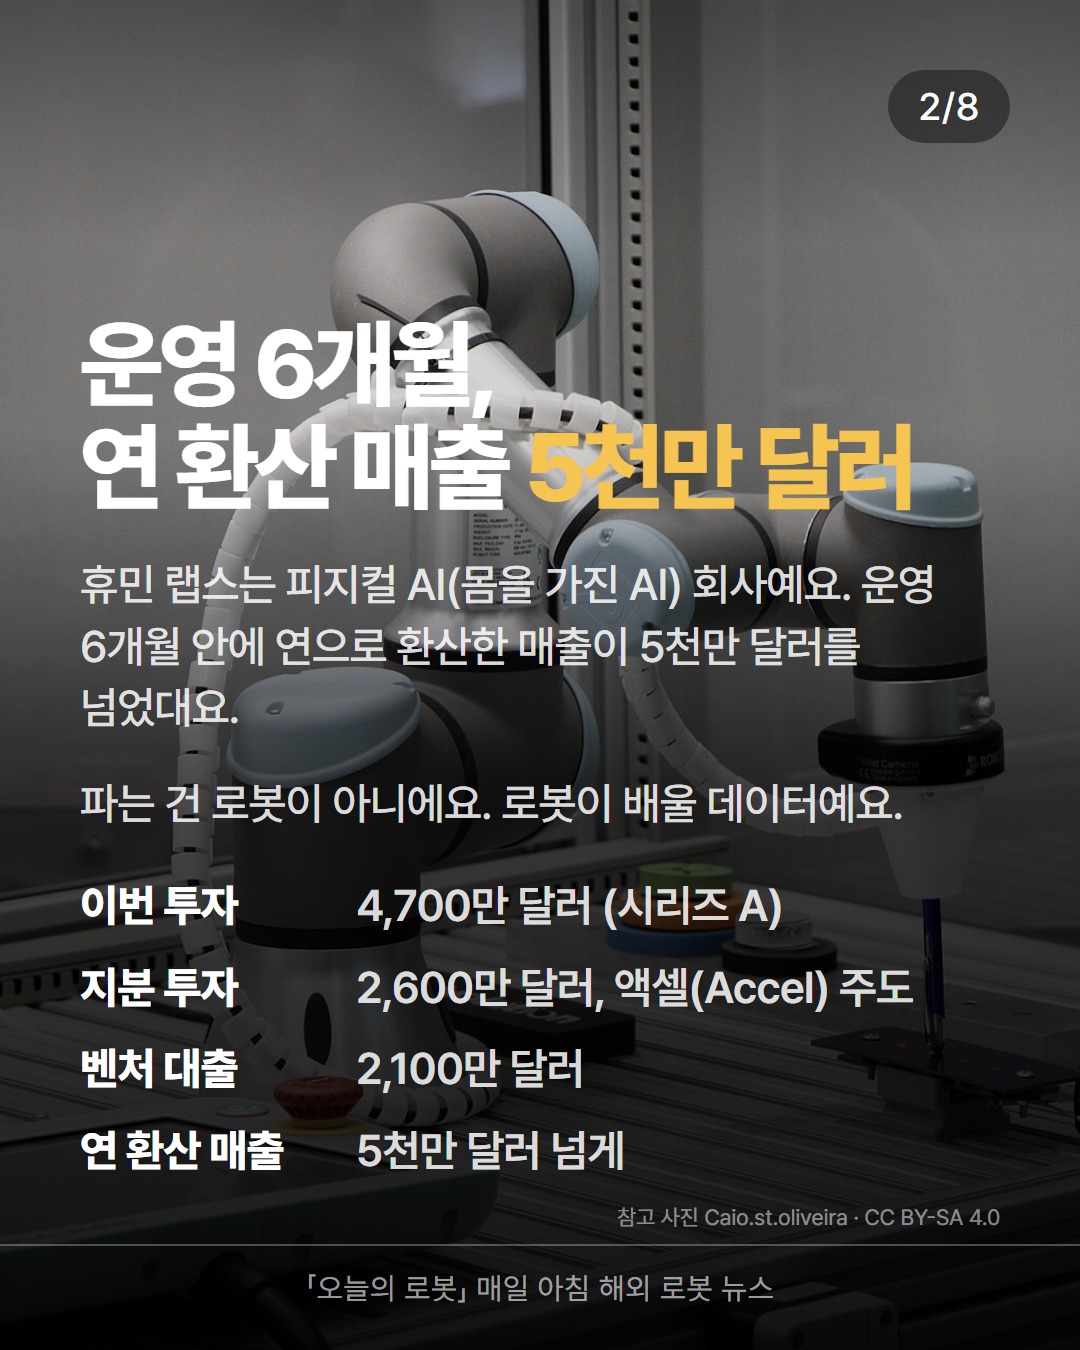 2/8
운영 6개월,
연 환산 매출 5천만 달러
휴민 랩스는 피지컬 AI(몸을 가진 AI) 회사예요. 운영
6개월 안에 연으로 환산한 매출이 5천만 달러를
넘었대요.
파는 건 로봇이 아니에요. 로봇이 배울 데이터예요.
이번 투자 4,700만 달러 (시리즈 A)
지분 투자 2,600만 달러, 액셀(Accel) 주도
벤처 대출 2,100만 달러
연 환산 매출 5천만 달러 넘게
참고 사진 Caio.st.oliveira · CC BY-SA 4.0
「오늘의 로봇」 매일 아침 해외 로봇 뉴스